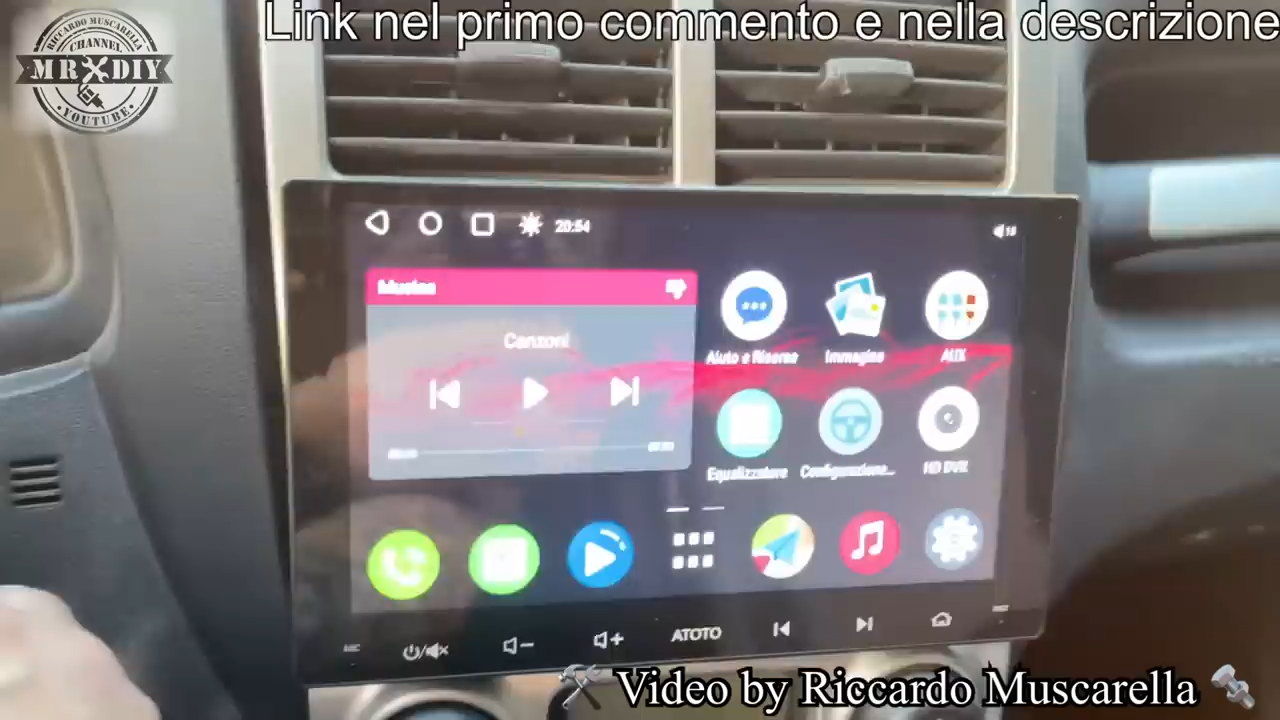 Link nel primo commento e nella descrizione
RICCARDO MUSCARELLA
CHANNEL
MR DIY
YOUTUBE
20:54
18
Musica
Canzoni
Aiuto e Risorse
Immagine
AUX
Equalizzatore
Configurazione...
HD DVR
ATOTO
Video by Riccardo Muscarella